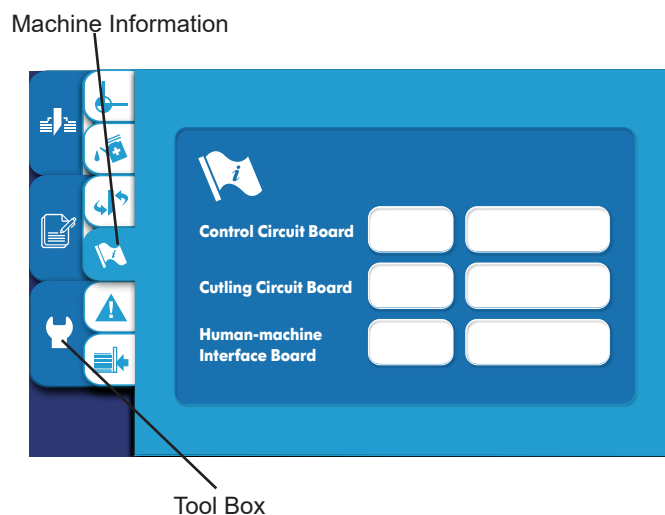 Machine Information
i
Control Circuit Board
i
Cutling Circuit Board
Human-machine
Interface Board
Tool Box